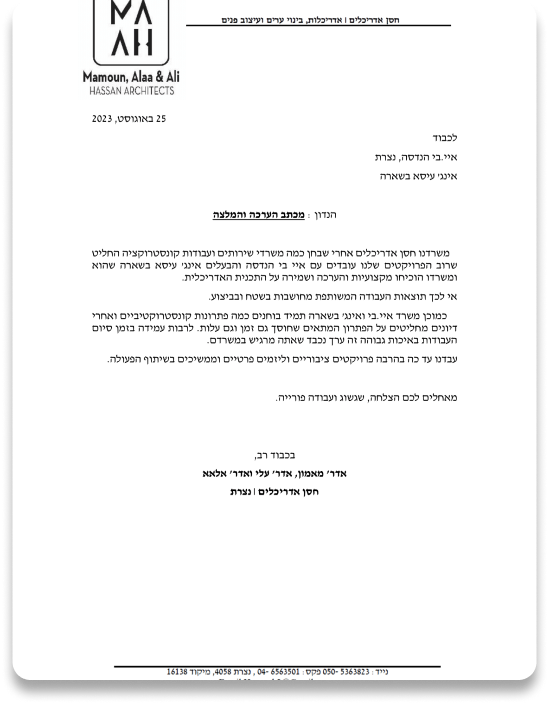 MA
AH
Mamoun, Alaa & Ali
HASSAN ARCHITECTS
חסן אדריכלים | אדריכלות, בינוי ערים ועיצוב פנים
25 באוגוסט, 2023
לכבוד
איי.בי הנדסה, נצרת
אינג׳ עיסא בשארה
הנדון : מכתב הערכה והמלצה
משרדנו חסן אדריכלים אחרי שבחן כמה משרדי שירותים ועבודות קונסטרוקציה החליט
שרוב הפרויקטים שלנו עובדים עם איי בי הנדסה והבעלים אינג׳ עיסא בשארה שהוא
ומשרדו הוכיחו מקצועיות והערכה ושמירה על התכנית האדריכלית.
אי לכך תוצאות העבודה המשותפת מחושבות בשטח ובביצוע.
כמוכן משרד איי.בי ואינג׳ בשארה תמיד בוחנים כמה פתרונות קונסטרוקטיביים ואחרי
דיונים מחליטים על הפתרון המתאים שחוסך גם זמן וגם עלות. לרבות עמידה בזמן סיום
העבודות באיכות גבוהה זה ערך נכבד שאתה מרגיש במשרדם.
עבדנו עד כה בהרבה פרויקטים ציבוריים וליזמים פרטיים וממשיכים בשיתוף הפעולה.
מאחלים לכם הצלחה, שגשוג ועבודה פורייה.
בכבוד רב,
אדר׳ מאמון, אדר׳ עלי ואדר׳ אלאא
חסן אדריכלים | נצרת
נייד : 5363823 -050 פקס : 6563501 -04 , נצרת 4058, מיקוד 16138